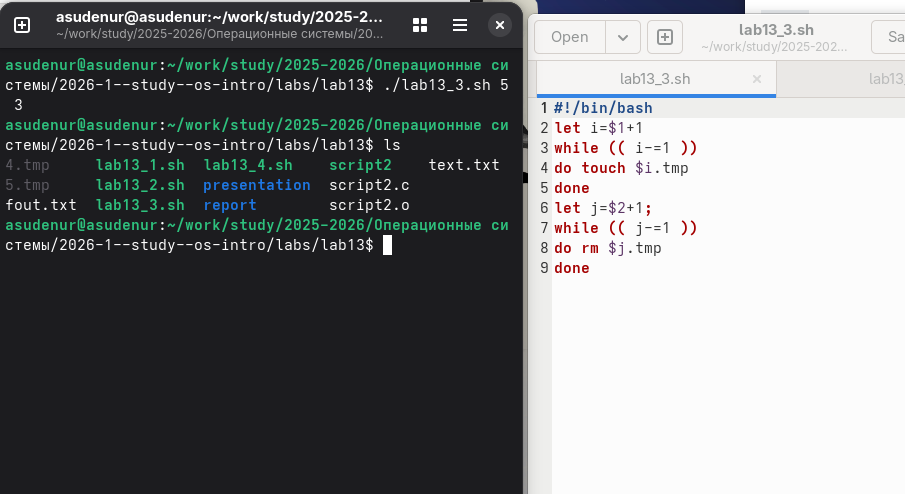 asudenur@asudenur:~/work/study/2025-2...
~/work/study/2025-2026/Операционные системы/20...
asudenur@asudenur:~/work/study/2025-2026/Операционные си
стемы/2026-1--study--os-intro/labs/lab13$ ./lab13_3.sh 5
3
asudenur@asudenur:~/work/study/2025-2026/Операционные си
стемы/2026-1--study--os-intro/labs/lab13$ ls
4.tmp lab13_1.sh lab13_4.sh script2 text.txt
5.tmp lab13_2.sh presentation script2.c
fout.txt lab13_3.sh report script2.o
asudenur@asudenur:~/work/study/2025-2026/Операционные си
стемы/2026-1--study--os-intro/labs/lab13$
Open
lab13_3.sh
~/work/study/2025-202...
Sa
lab13_3.sh
lab13
1 #!/bin/bash
2 let i=$1+1
3 while (( i-=1 ))
4 do touch $i.tmp
5 done
6 let j=$2+1;
7 while (( j-=1 ))
8 do rm $j.tmp
9 done